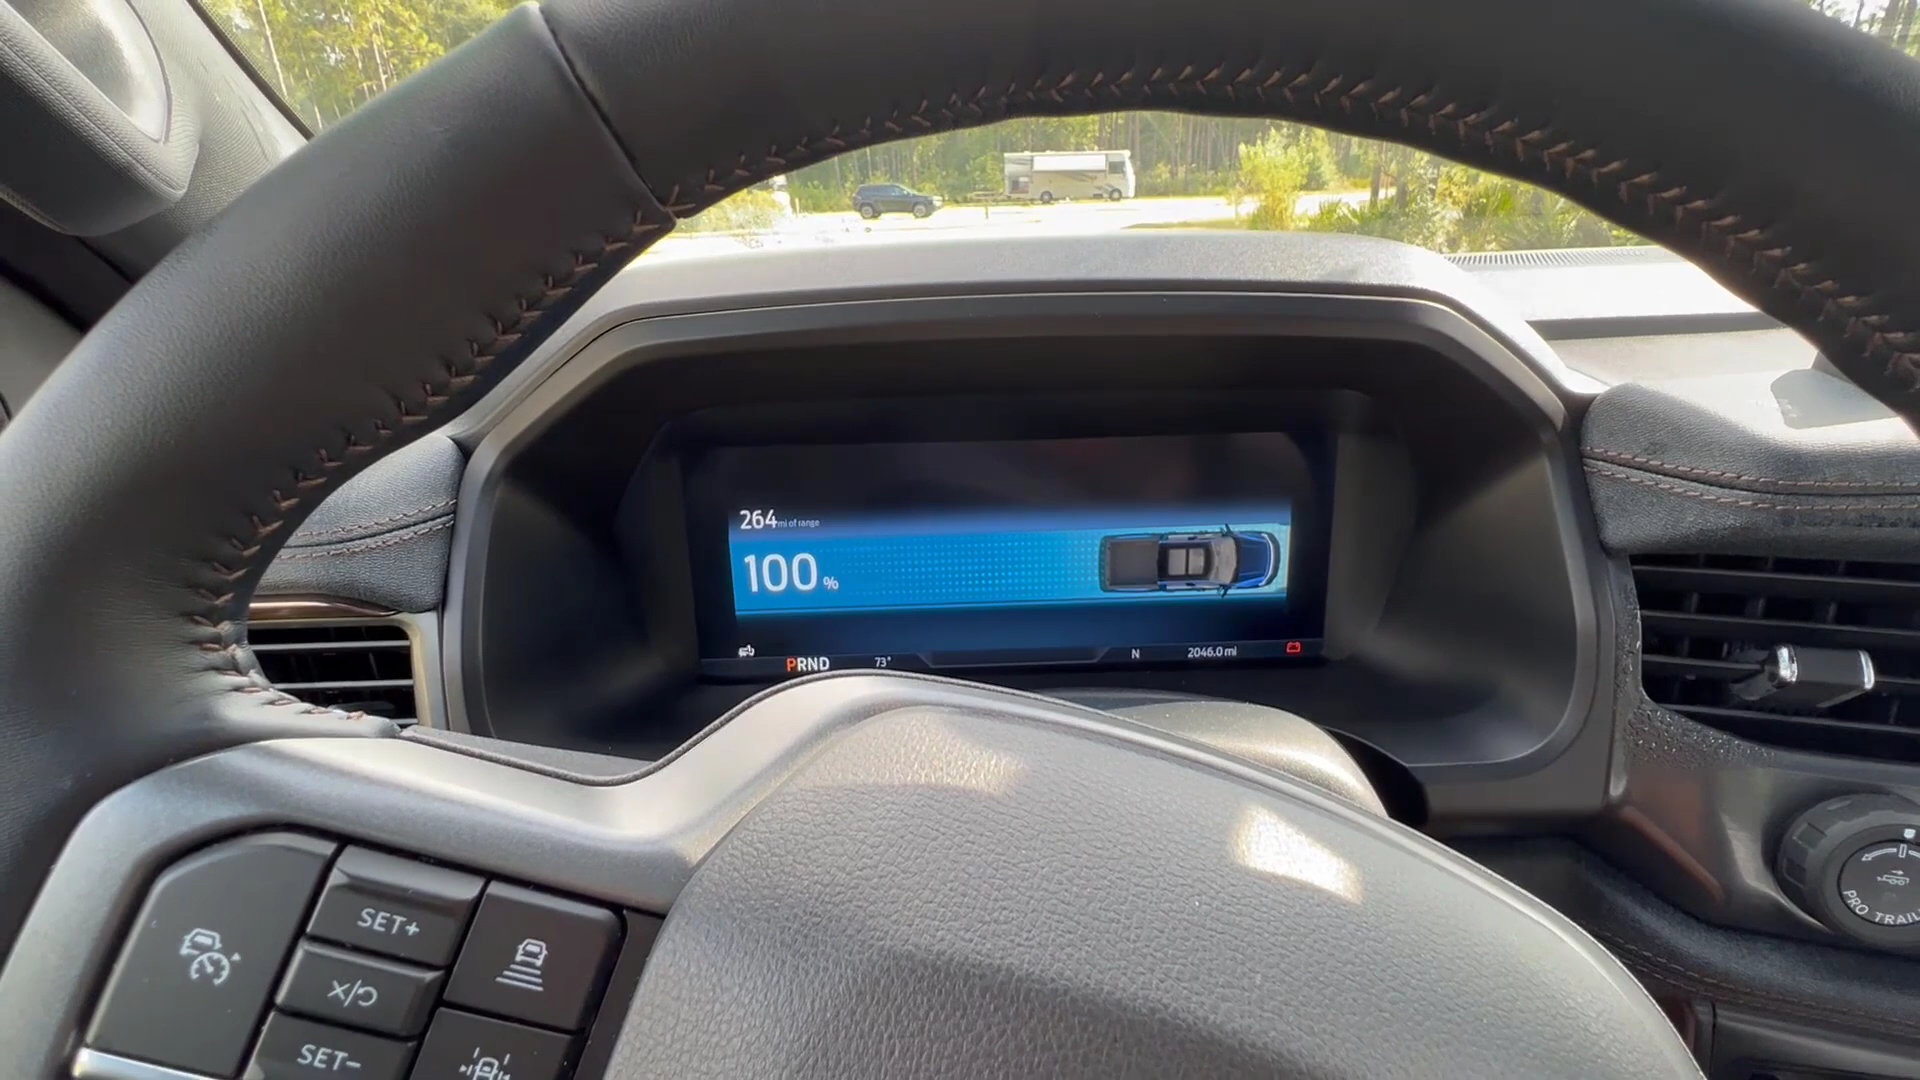 264 mi of range
100 %
PRND 73° N 2046.0 mi
SET+
SET-
PRO TRAIL